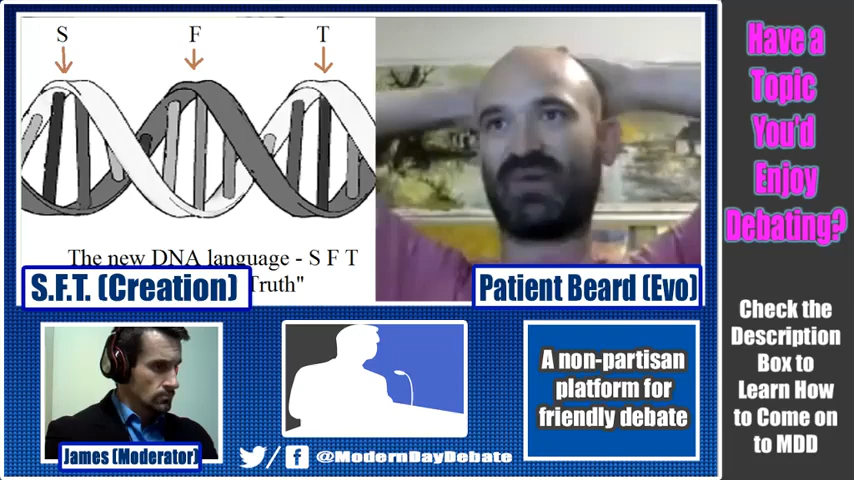 S F T
The new DNA language - S F T
Truth"
S.F.T. (Creation)
Patient Beard (Evo)
James (Moderator)
@ModernDayDebate
A non-partisan
platform for
friendly debate
Have a
Topic
You'd
Enjoy
Debating?
Check the
Description
Box to
Learn How
to Come on
to MDD